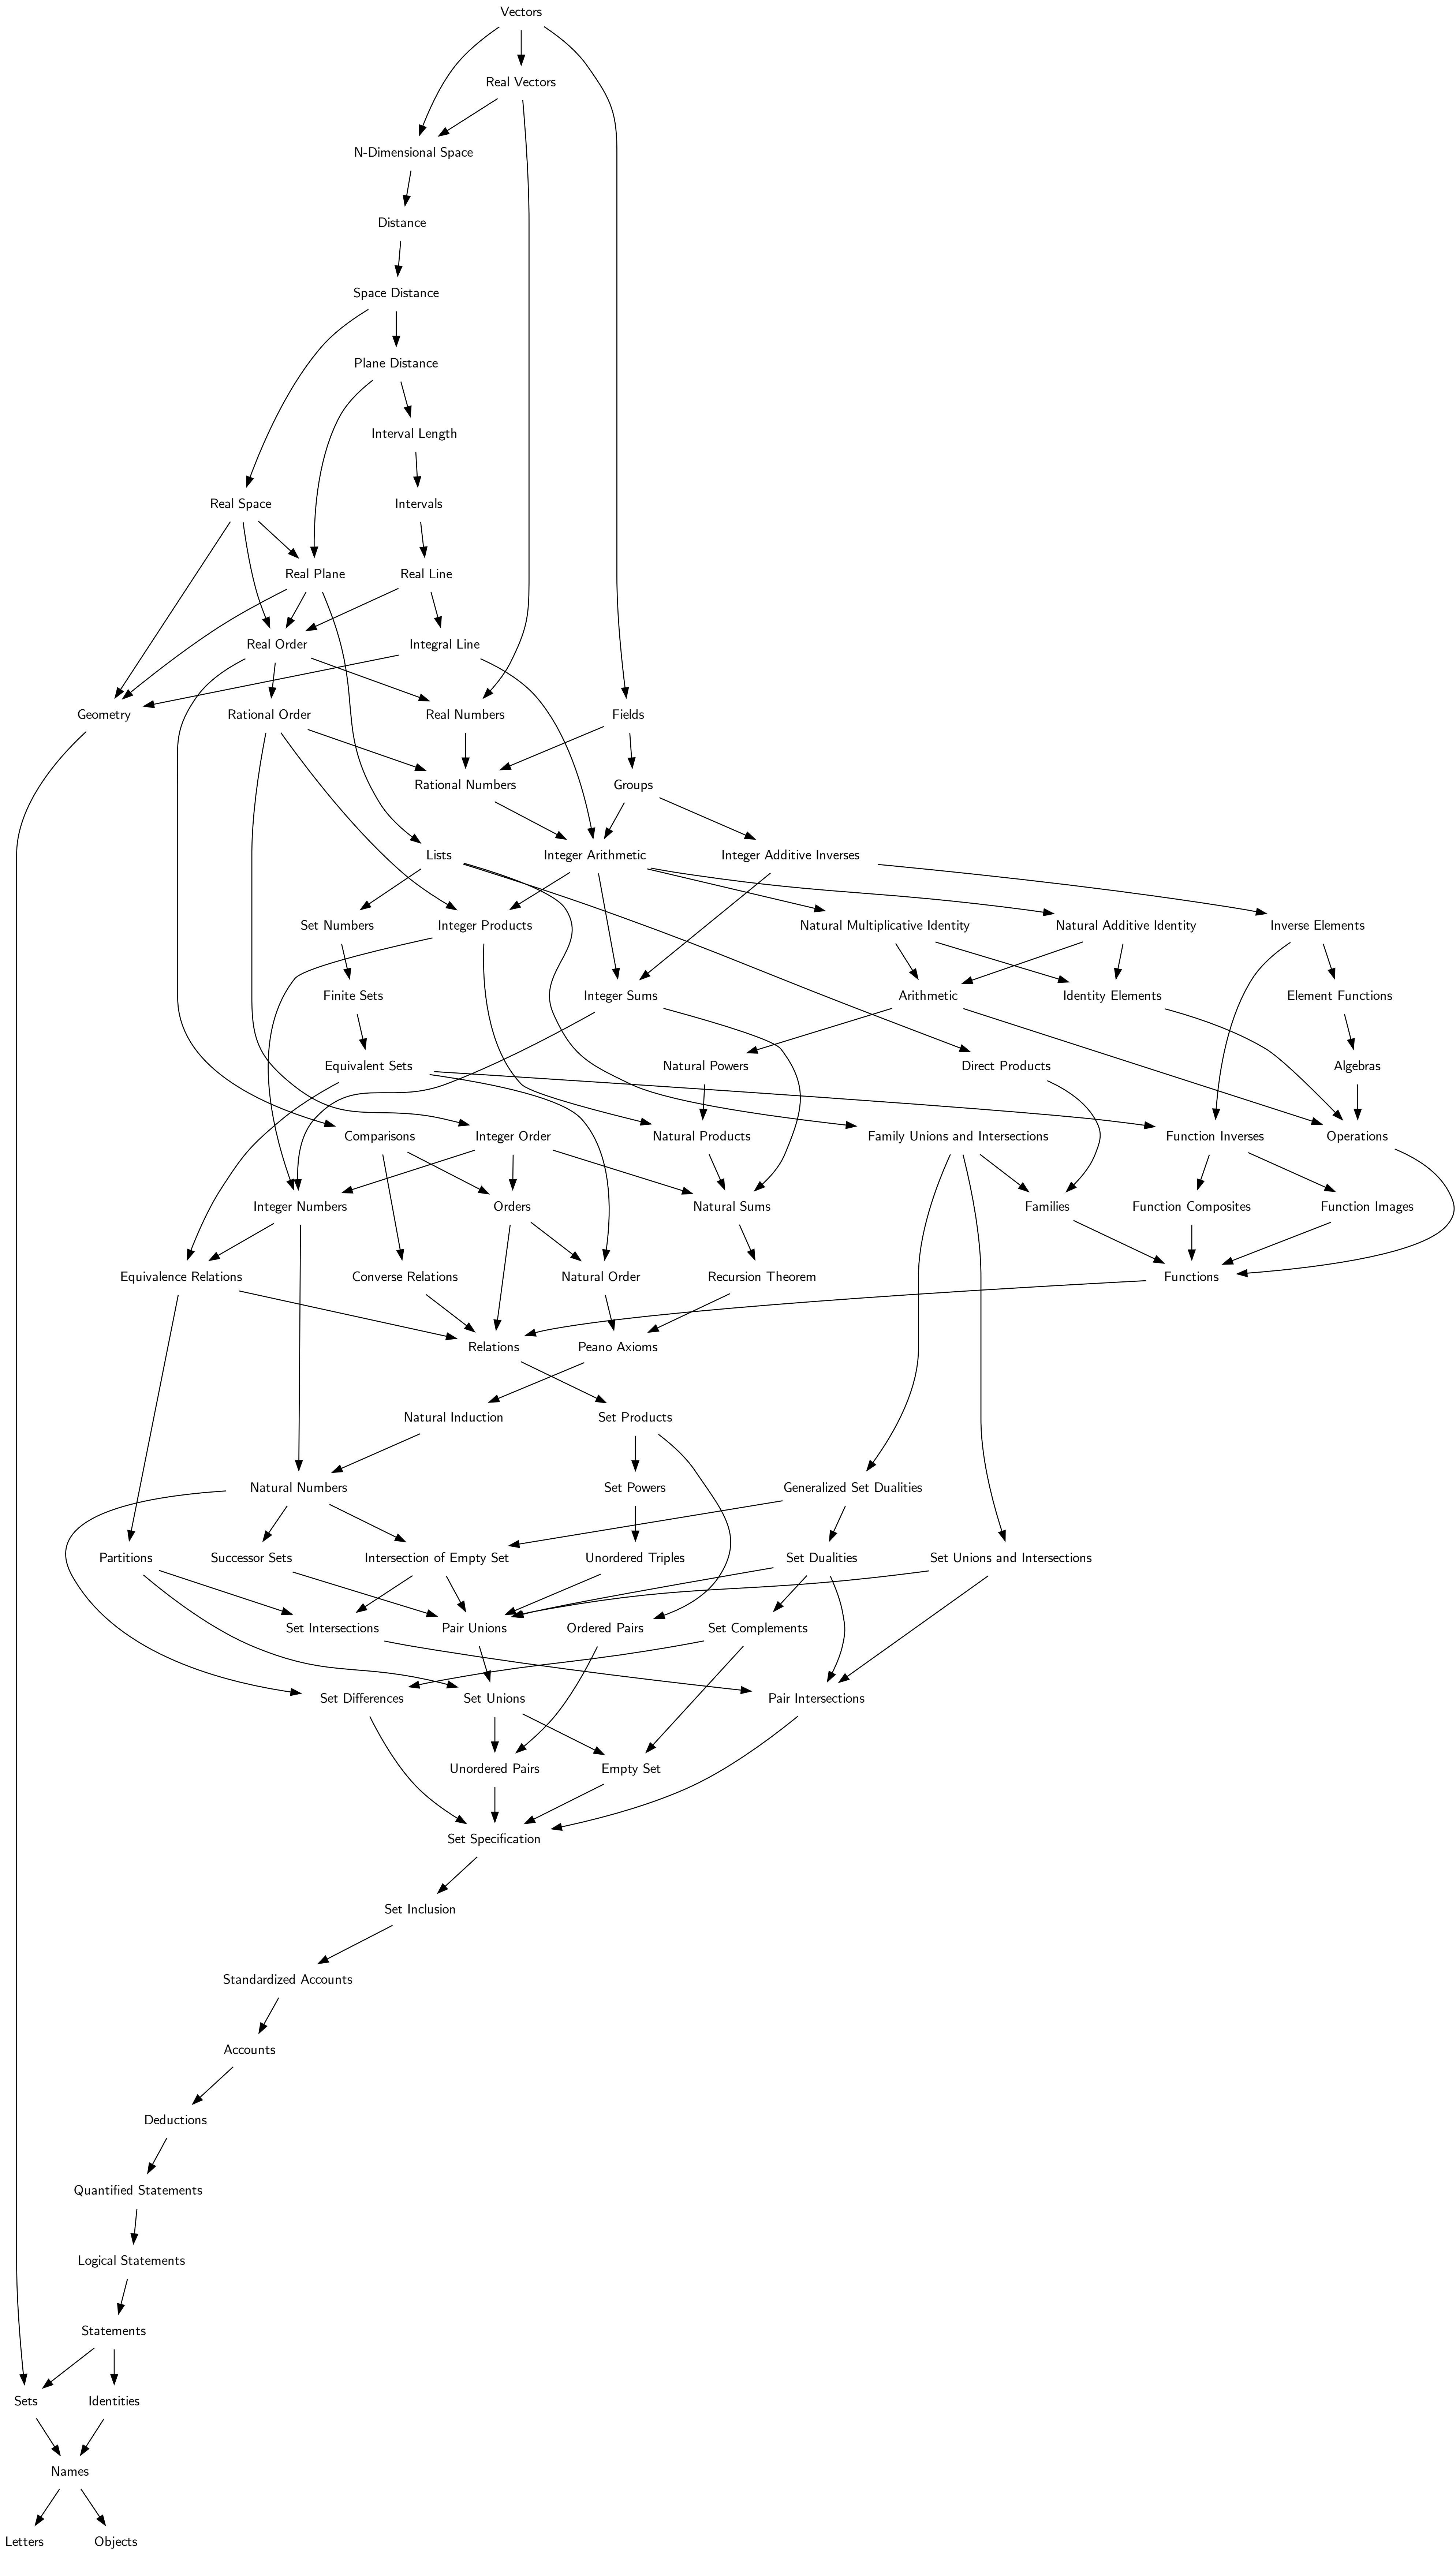 Vectors
Real Vectors
N-Dimensional Space
Distance
Space Distance
Plane Distance
Interval Length
Real Space
Intervals
Real Plane
Real Line
Real Order
Integral Line
Geometry
Rational Order
Real Numbers
Fields
Rational Numbers
Groups
Lists
Integer Arithmetic
Integer Additive Inverses
Set Numbers
Integer Products
Natural Multiplicative Identity
Natural Additive Identity
Inverse Elements
Finite Sets
Integer Sums
Arithmetic
Identity Elements
Element Functions
Equivalent Sets
Natural Powers
Direct Products
Algebras
Comparisons
Integer Order
Natural Products
Family Unions and Intersections
Function Inverses
Operations
Integer Numbers
Orders
Natural Sums
Families
Function Composites
Function Images
Equivalence Relations
Converse Relations
Natural Order
Recursion Theorem
Functions
Relations
Peano Axioms
Natural Induction
Set Products
Natural Numbers
Set Powers
Generalized Set Dualities
Partitions
Successor Sets
Intersection of Empty Set
Unordered Triples
Set Dualities
Set Unions and Intersections
Set Intersections
Pair Unions
Ordered Pairs
Set Complements
Set Differences
Set Unions
Pair Intersections
Unordered Pairs
Empty Set
Set Specification
Set Inclusion
Standardized Accounts
Accounts
Deductions
Quantified Statements
Logical Statements
Statements
Sets
Identities
Names
Letters
Objects